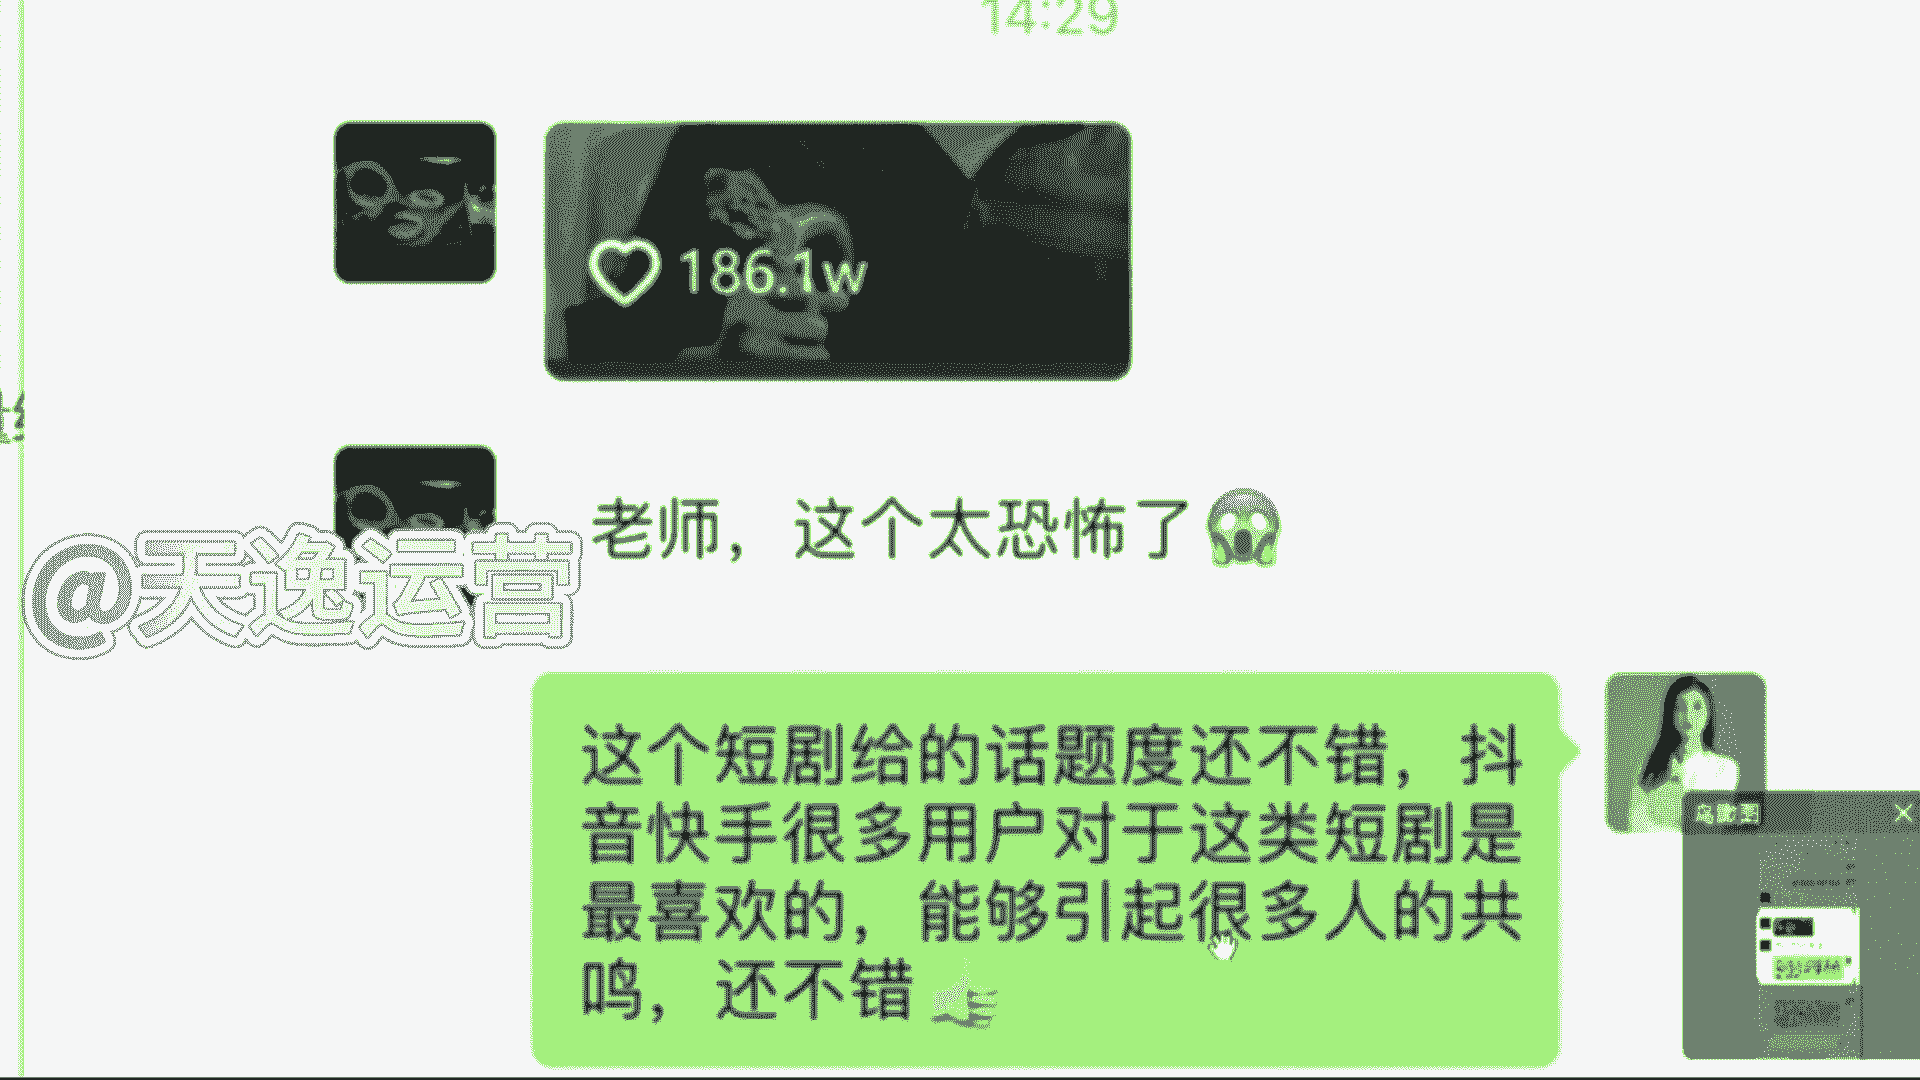 14:29
186.1w
老师，这个太恐怖了
@天逸运营
这个短剧给的话题度还不错，抖
音快手很多用户对于这类短剧是
最喜欢的，能够引起很多人的共
鸣，还不错
鸟瞰图